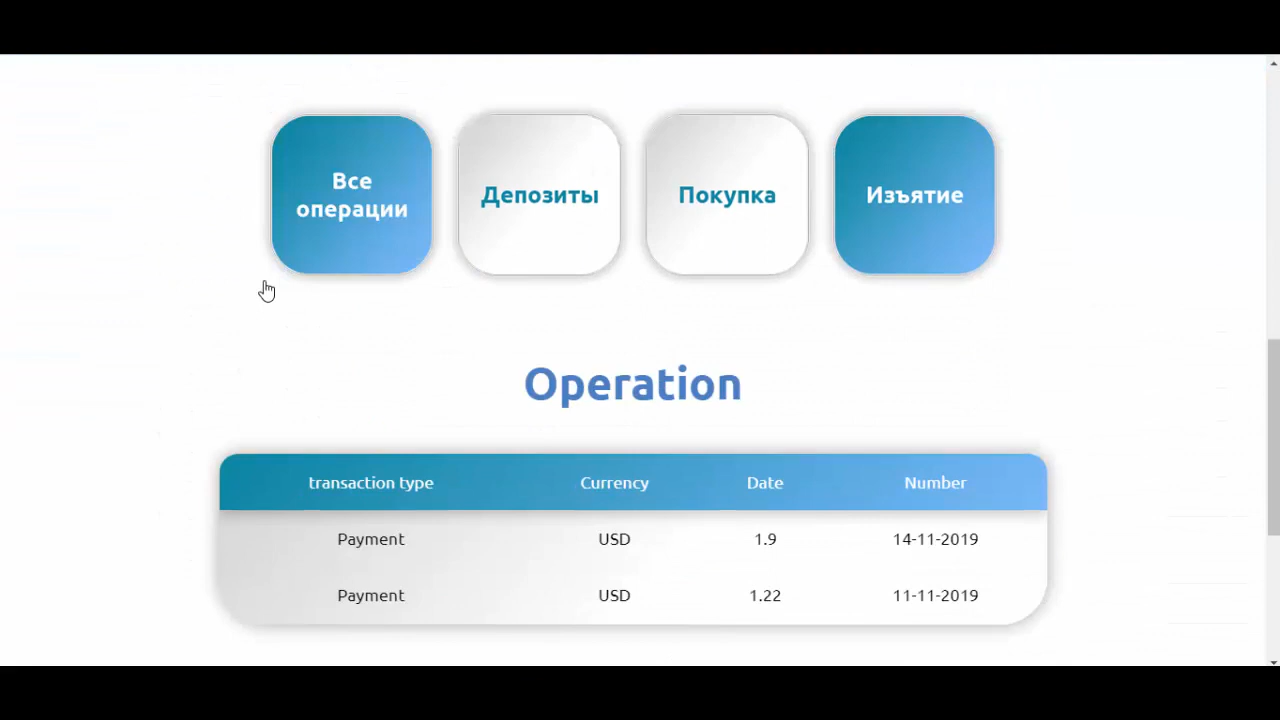 Все
операции
Депозиты
Покупка
Изъятие
Operation
transaction type Currency Date Number
Payment USD 1.9 14-11-2019
Payment USD 1.22 11-11-2019